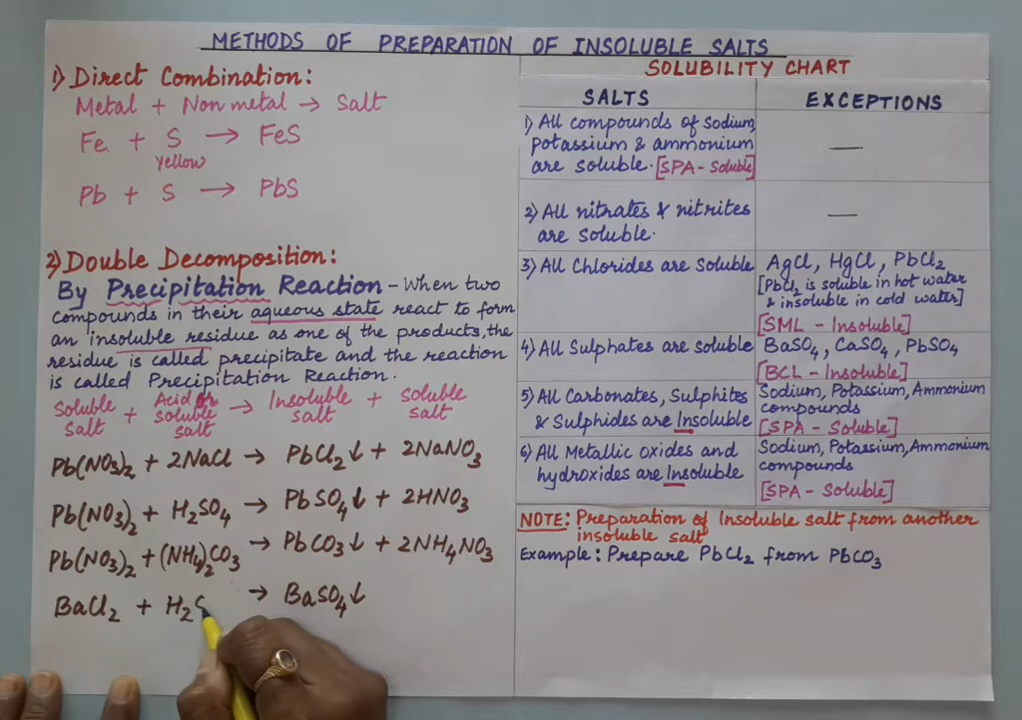 METHODS OF PREPARATION OF INSOLUBLE SALTS
1) Direct Combination:
Metal + Non metal → Salt
Fe + S → FeS
Yellow
Pb + S → PbS
2) Double Decomposition:
By Precipitation Reaction - When two
compounds in their aqueous state react to form
an insoluble residue as one of the products, the
residue is called precipitate and the reaction
is called Precipitation Reaction.
Soluble salt + Acid or soluble salt → Insoluble salt + Soluble salt
Pb(NO3)2 + 2NaCl → PbCl2↓ + 2NaNO3
Pb(NO3)2 + H2SO4 → PbSO4↓ + 2HNO3
Pb(NO3)2 + (NH4)2CO3 → PbCO3↓ + 2NH4NO3
BaCl2 + H2S → BaSO4↓
SOLUBILITY CHART
SALTS EXCEPTIONS
1) All compounds of Sodium,
potassium & ammonium
are soluble. [SPA - Soluble]
—
2) All nitrates & nitrites
are soluble.
—
3) All Chlorides are Soluble
AgCl, HgCl, PbCl2
[PbCl2 is soluble in hot water
& insoluble in cold water]
[SML - Insoluble]
4) All Sulphates are soluble
BaSO4, CaSO4, PbSO4
[BCL - Insoluble]
5) All Carbonates, Sulphites
& Sulphides are Insoluble
Sodium, Potassium, Ammonium
compounds
[SPA - Soluble]
6) All Metallic oxides and
hydroxides are Insoluble
Sodium, Potassium, Ammonium
compounds
[SPA - Soluble]
NOTE: Preparation of Insoluble salt from another
insoluble salt
Example: Prepare PbCl2 from PbCO3